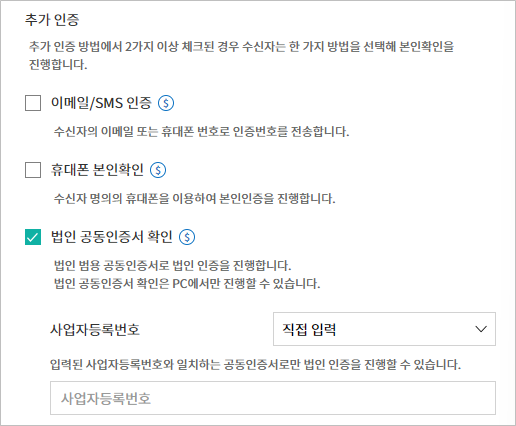 추가 인증
추가 인증 방법에서 2가지 이상 체크된 경우 수신자는 한 가지 방법을 선택해 본인확인을
진행합니다.
이메일/SMS 인증 $
수신자의 이메일 또는 휴대폰 번호로 인증번호를 전송합니다.
휴대폰 본인확인 $
수신자 명의의 휴대폰을 이용하여 본인인증을 진행합니다.
법인 공동인증서 확인 $
법인 범용 공동인증서로 법인 인증을 진행합니다.
법인 공동인증서 확인은 PC에서만 진행할 수 있습니다.
사업자등록번호 직접 입력
입력된 사업자등록번호와 일치하는 공동인증서로만 법인 인증을 진행할 수 있습니다.
사업자등록번호